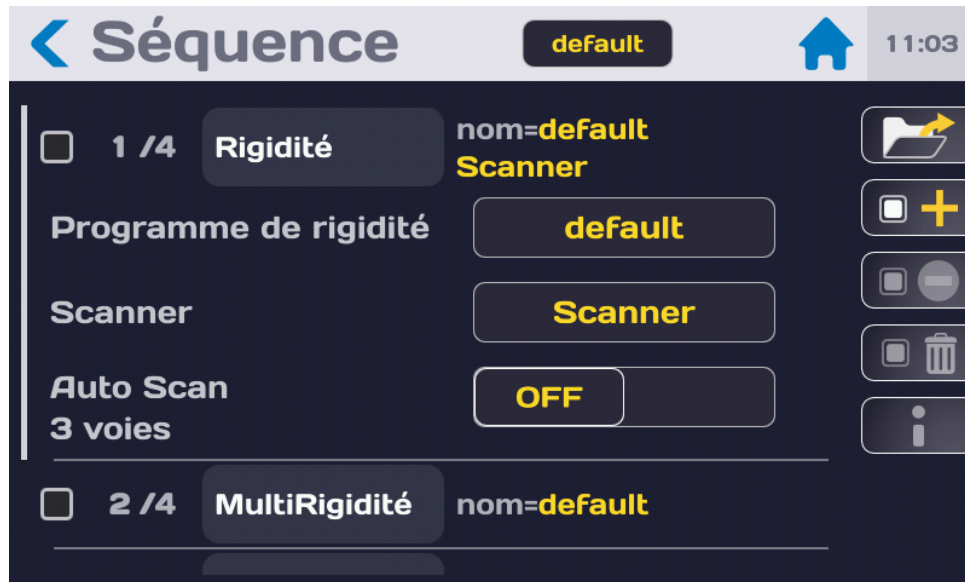 Séquence default 11:03
1 /4 Rigidité nom=default
Scanner
Programme de rigidité default
Scanner Scanner
Auto Scan OFF
3 voies
2 /4 MultiRigidité nom=default